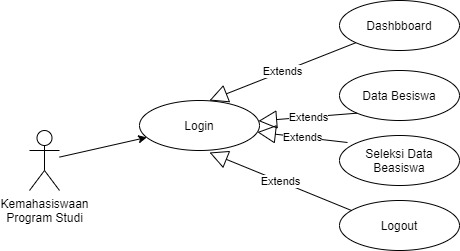 Dashbboard
Extends
Data Besiswa
Extends
Login
Extends
Seleksi Data
Beasiswa
Extends
Kemahasiswaan
Program Studi
Logout